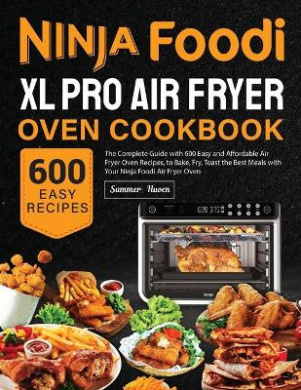 NINJA Foodi
XL PRO AIR FRYER
OVEN COOKBOOK
600
EASY
RECIPES
The Complete Guide with 600 Easy and Affordable Air
Fryer Oven Recipes, to Bake, Fry, Toast the Best Meals with
Your Ninja Foodi Air Fryer Oven
Summer Huoen